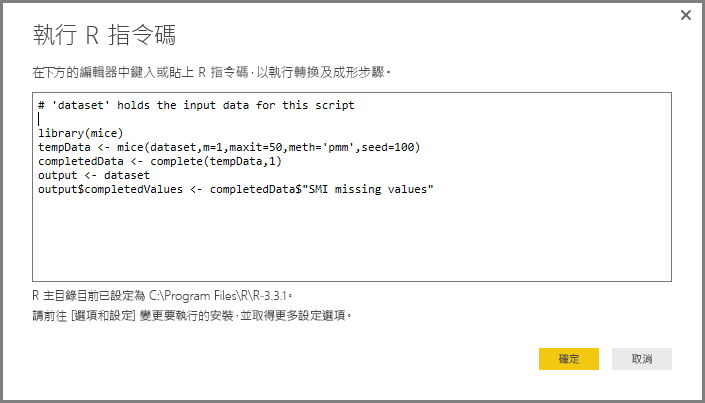 執行 R 指令碼
在下方的編輯器中鍵入或貼上 R 指令碼，以執行轉換及成形步驟。
# 'dataset' holds the input data for this script
library(mice)
tempData <- mice(dataset,m=1,maxit=50,meth='pmm',seed=100)
completedData <- complete(tempData,1)
output <- dataset
output$completedValues <- completedData$"SMI missing values"
R 主目錄目前已設定為 C:\Program Files\R\R-3.3.1。
請前往 [選項和設定] 變更要執行的安裝，並取得更多設定選項。
確定
取消